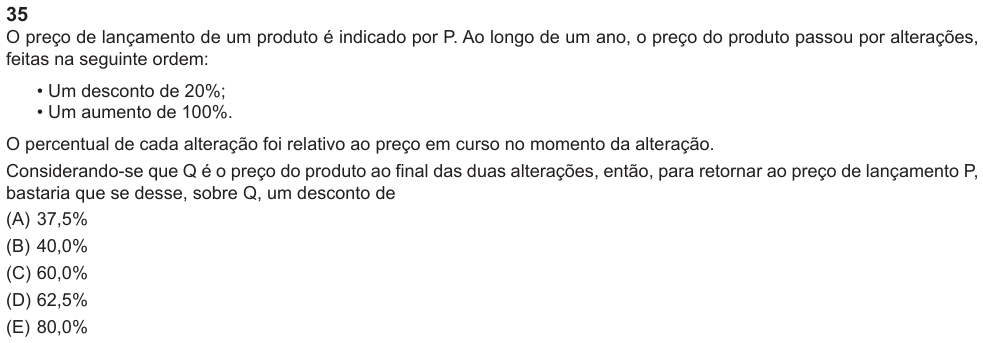 35
O preço de lançamento de um produto é indicado por P. Ao longo de um ano, o preço do produto passou por alterações,
feitas na seguinte ordem:
• Um desconto de 20%;
• Um aumento de 100%.
O percentual de cada alteração foi relativo ao preço em curso no momento da alteração.
Considerando-se que Q é o preço do produto ao final das duas alterações, então, para retornar ao preço de lançamento P,
bastaria que se desse, sobre Q, um desconto de
(A) 37,5%
(B) 40,0%
(C) 60,0%
(D) 62,5%
(E) 80,0%